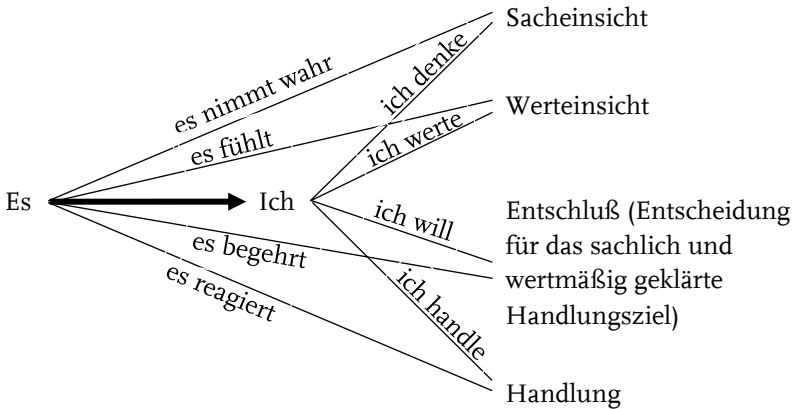 Sacheinsicht
es nimmt wahr
ich denke
Werteinsicht
es fühlt
ich werte
Es
Ich
ich will
Entschluß (Entscheidung
für das sachlich und
wertmäßig geklärte
Handlungsziel)
es begehrt
es reagiert
ich handle
Handlung